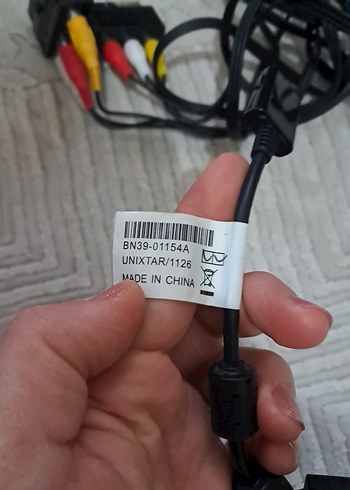 BN39-01154A
UNIXTAR/1126
MADE IN CHINA